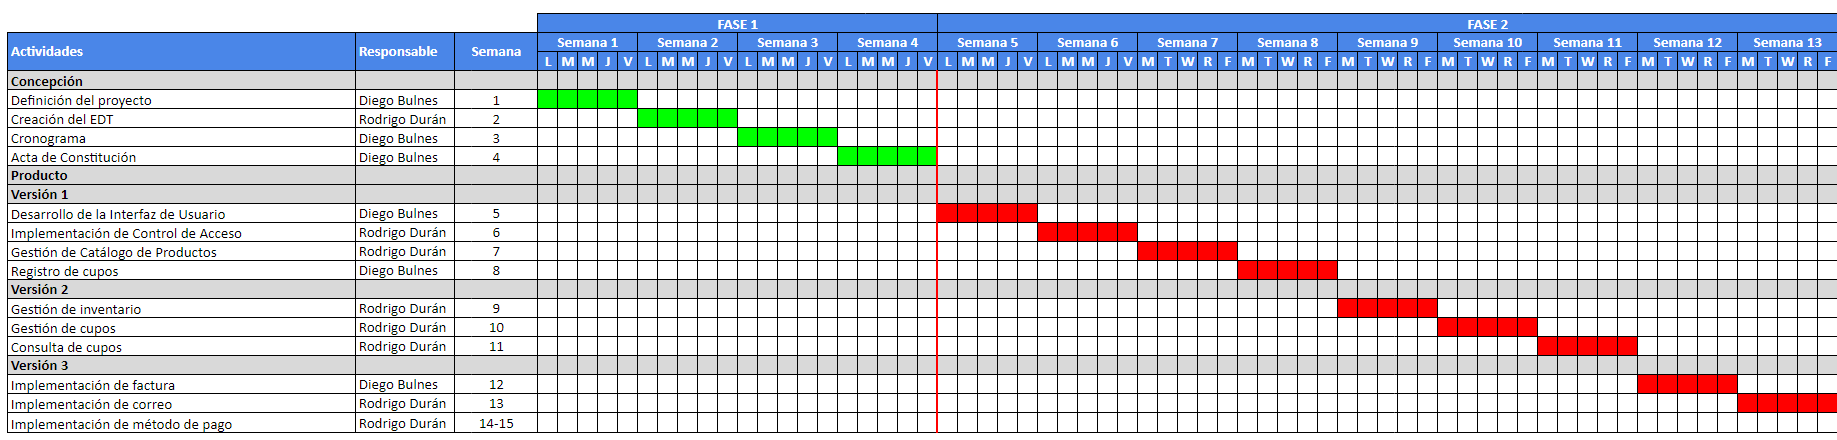 FASE 1 FASE 2
Actividades Responsable Semana Semana 1 Semana 2 Semana 3 Semana 4 Semana 5 Semana 6 Semana 7 Semana 8 Semana 9 Semana 10 Semana 11 Semana 12 Semana 13
L M M J V L M M J V L M M J V L M M J V L M M J V L M M J V M T W R F M T W R F M T W R F M T W R F M T W R F M T W R F M T W R F
Concepción
Definición del proyecto Diego Bulnes 1
Creación del EDT Rodrigo Durán 2
Cronograma Diego Bulnes 3
Acta de Constitución Diego Bulnes 4
Producto
Versión 1
Desarrollo de la Interfaz de Usuario Diego Bulnes 5
Implementación de Control de Acceso Rodrigo Durán 6
Gestión de Catálogo de Productos Rodrigo Durán 7
Registro de cupos Diego Bulnes 8
Versión 2
Gestión de inventario Rodrigo Durán 9
Gestión de cupos Rodrigo Durán 10
Consulta de cupos Rodrigo Durán 11
Versión 3
Implementación de factura Diego Bulnes 12
Implementación de correo Rodrigo Durán 13
Implementación de método de pago Rodrigo Durán 14-15